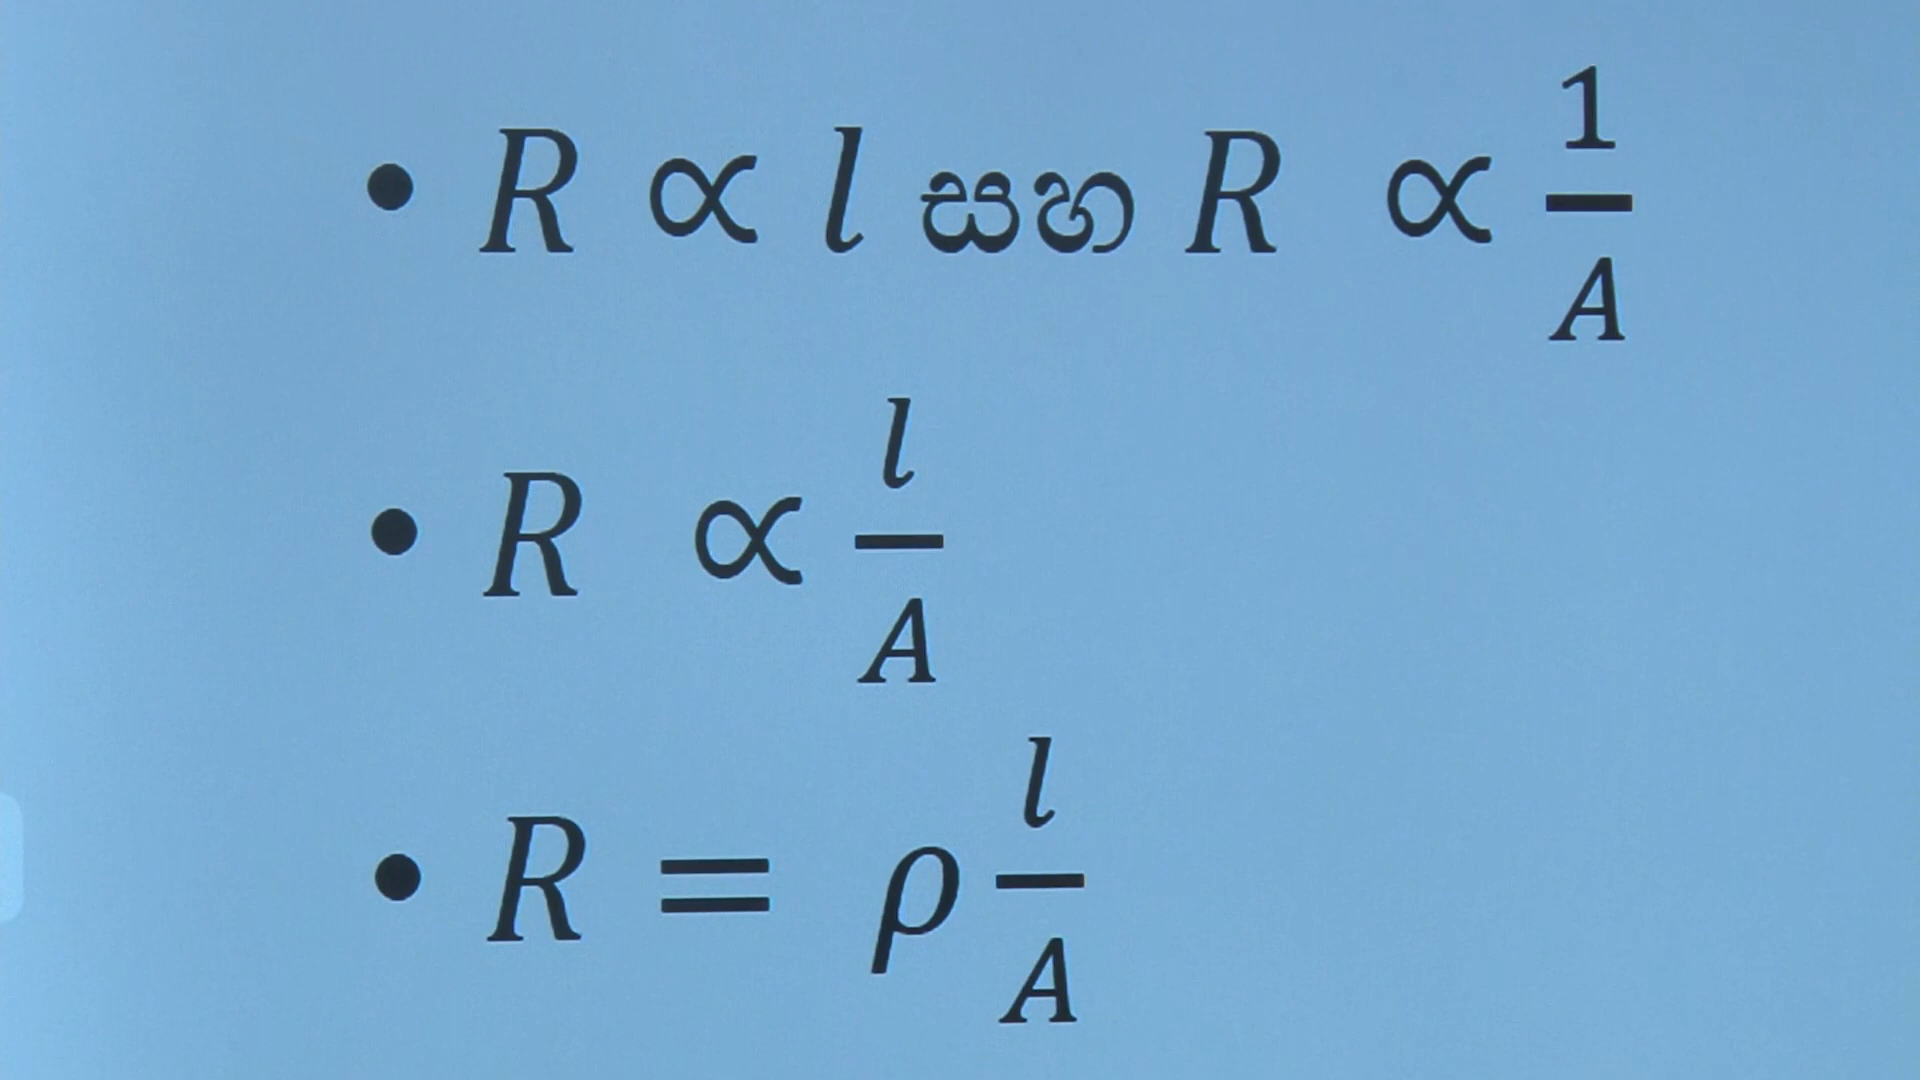 • R ∝ l සහ R ∝ 1/A
• R ∝ l/A
• R = ρ l/A